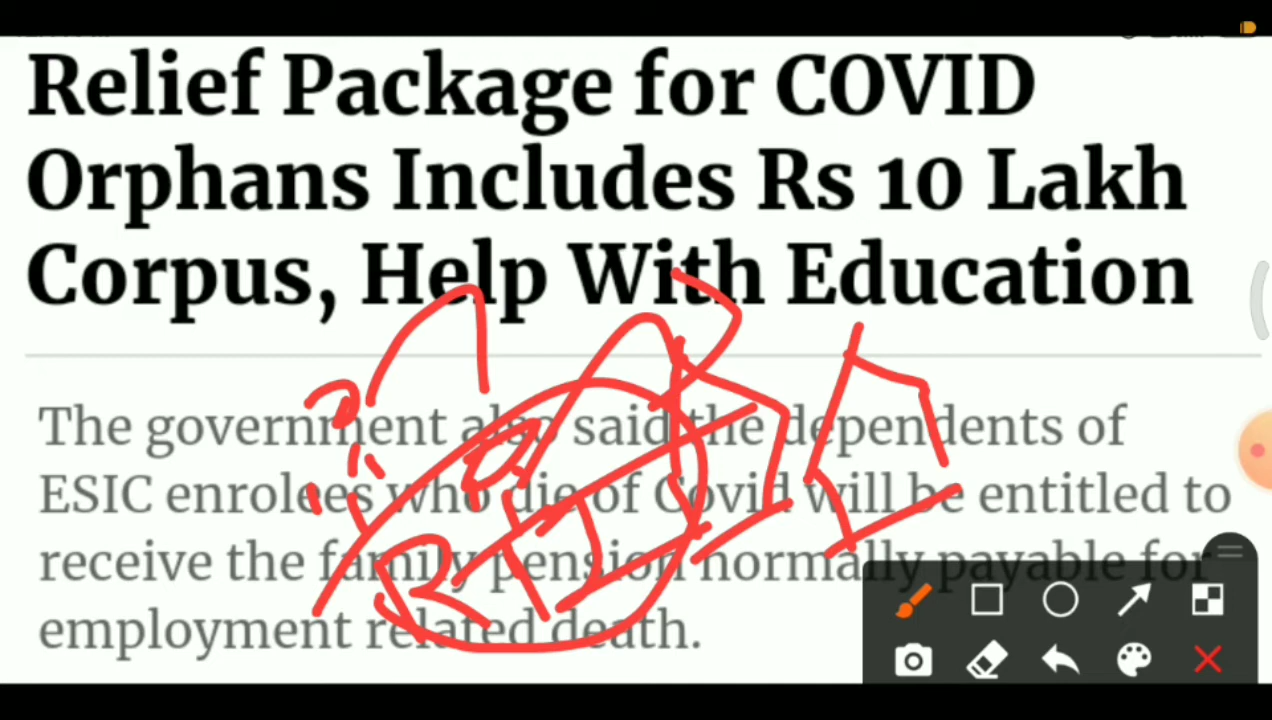 Relief Package for COVID
Orphans Includes Rs 10 Lakh
Corpus, Help With Education
The government also said the dependents of
ESIC enrolees who die of Covid will be entitled to
receive the family pension normally payable for
employment related death.